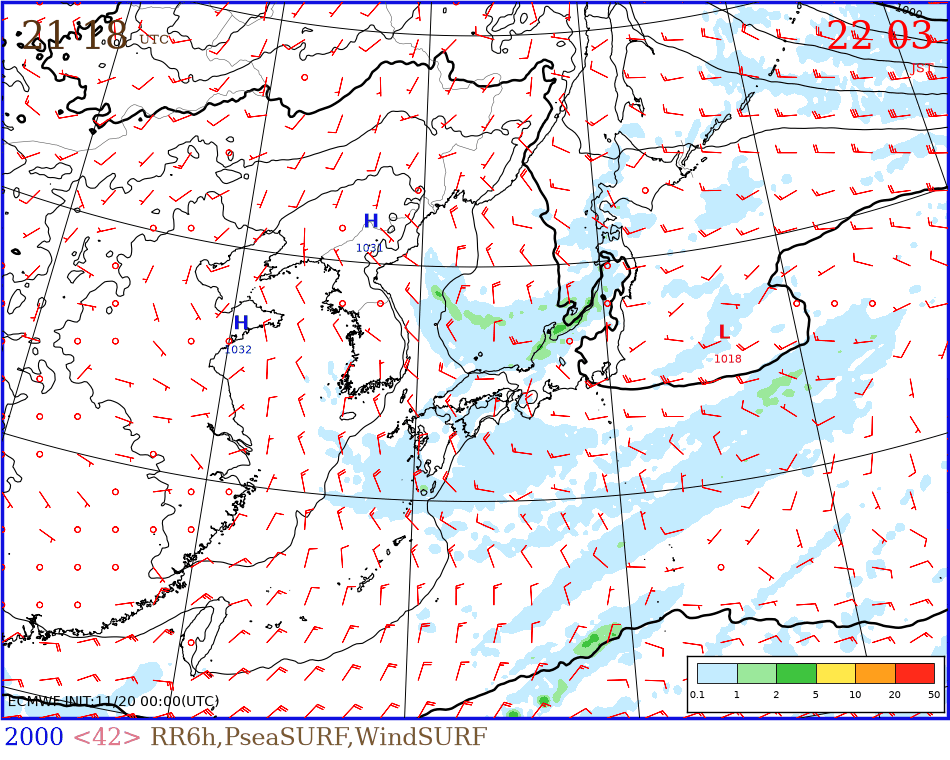 1000
21 18 UTC
22 03
JST
H
1031
H
1032
L
1018
0.1 1 2 5 10 20 50
ECMWF INIT:11/20 00:00(UTC)
2000 <42> RR6h,PseaSURF,WindSURF